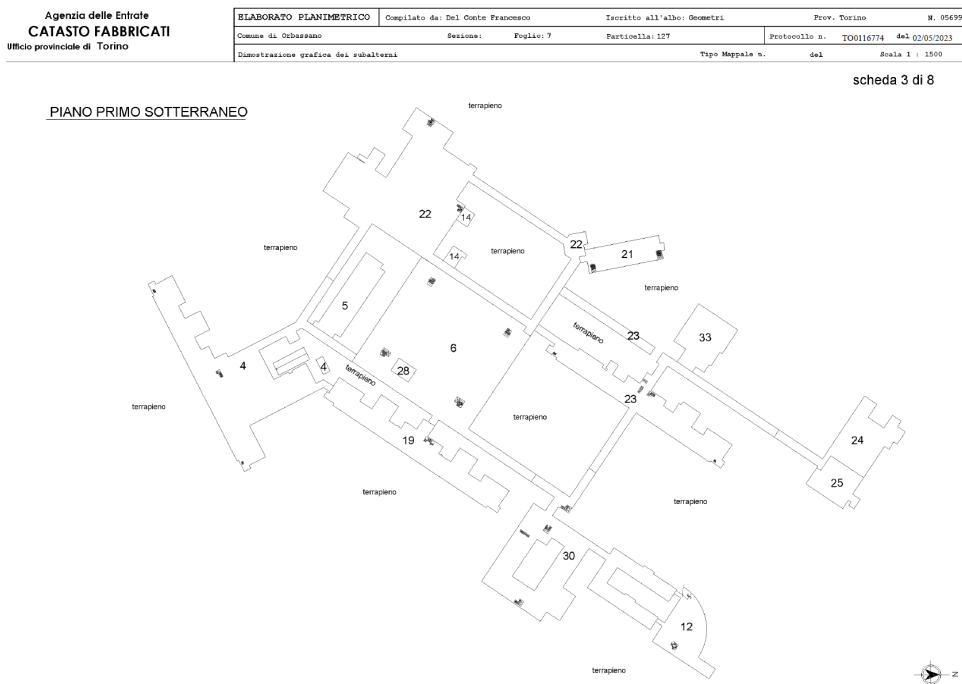 Agenzia delle Entrate
CATASTO FABBRICATI
Ufficio provinciale di Torino
ELABORATO PLANIMETRICO
Compilato da: Del Conte Francesco
Iscritto all'albo: Geometri
Prov. Torino
N. 05699
Comune di Orbassano
Sezione:
Foglio: 7
Particella: 127
Protocollo n. TO0116774 del 02/05/2023
Dimostrazione grafica dei subalterni
Tipo Mappale n.
del
Scala 1 : 1500
scheda 3 di 8
PIANO PRIMO SOTTERRANEO
terrapieno
22
14
terrapieno
22
terrapieno
14
21
terrapieno
5
terrapieno
23
33
6
4
4
28
terrapieno
23
terrapieno
terrapieno
19
24
25
terrapieno
terrapieno
30
12
terrapieno
N